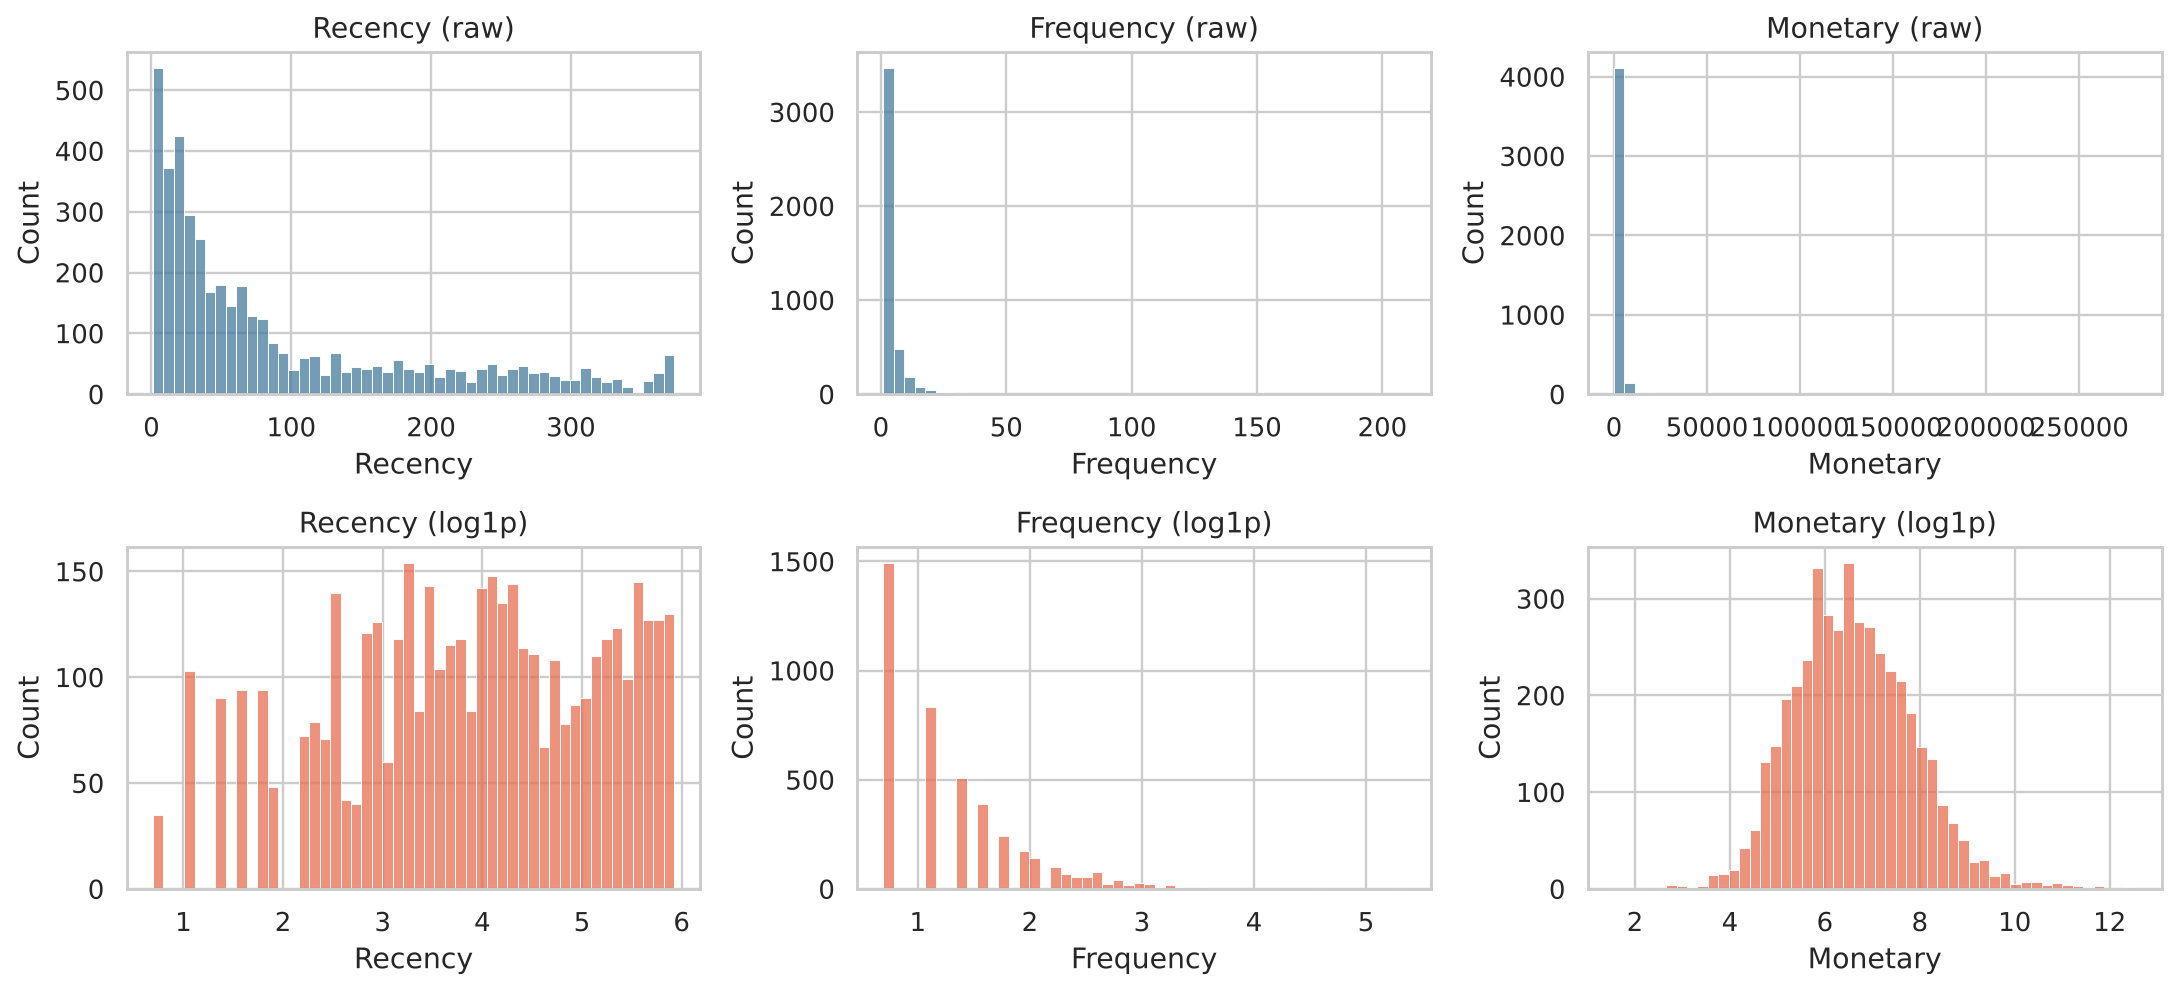 Recency (raw)
Count
500
400
300
200
100
0
0 100 200 300
Recency
Frequency (raw)
Count
3000
2000
1000
0
0 50 100 150 200
Frequency
Monetary (raw)
Count
4000
3000
2000
1000
0
0 50000 100000 150000 200000 250000
Monetary
Recency (log1p)
Count
150
100
50
0
1 2 3 4 5 6
Recency
Frequency (log1p)
Count
1500
1000
500
0
1 2 3 4 5
Frequency
Monetary (log1p)
Count
300
200
100
0
2 4 6 8 10 12
Monetary